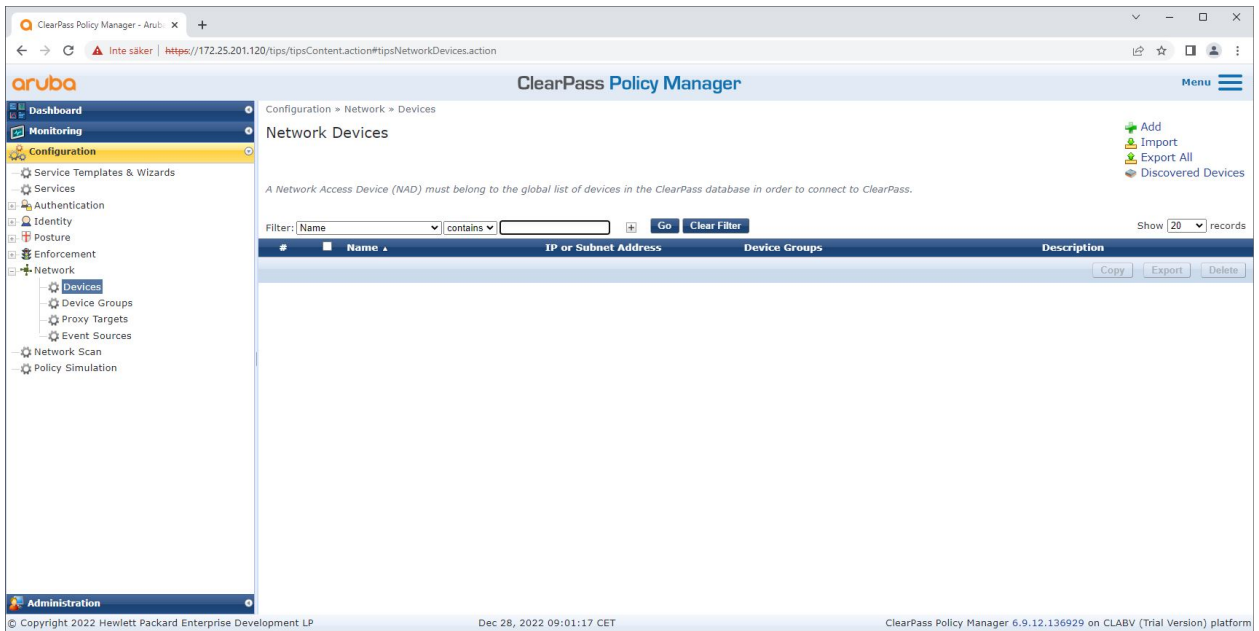 ClearPass Policy Manager - Arub
Inte säker | https://172.25.201.120/tips/tipsContent.action#tipsNetworkDevices.action
aruba
ClearPass Policy Manager
Menu
Dashboard
Monitoring
Configuration
Service Templates & Wizards
Services
Authentication
Identity
Posture
Enforcement
Network
Devices
Device Groups
Proxy Targets
Event Sources
Network Scan
Policy Simulation
Administration
Configuration » Network » Devices
Network Devices
Add
Import
Export All
Discovered Devices
A Network Access Device (NAD) must belong to the global list of devices in the ClearPass database in order to connect to ClearPass.
Filter: Name contains Go Clear Filter Show 20 records
# Name IP or Subnet Address Device Groups Description
Copy Export Delete
© Copyright 2022 Hewlett Packard Enterprise Development LP Dec 28, 2022 09:01:17 CET ClearPass Policy Manager 6.9.12.136929 on CLABV (Trial Version) platform